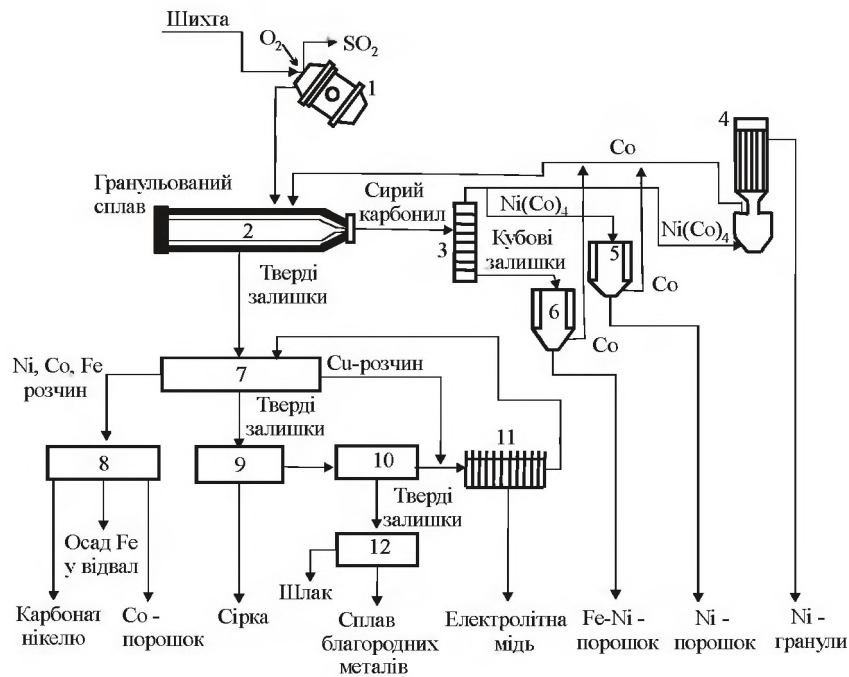 Шихта
O₂
SO₂
1
4
Co
Гранульований
сплав
Сирий
карбонил
Ni(Co)₄
Ni(Co)₄
2
3
Кубові
залишки
5
Тверді
залишки
6
Co
Co
Ni, Co, Fe
розчин
Cu-розчин
7
Тверді
залишки
11
8
9
10
Тверді
залишки
Осад Fe
у відвал
12
Шлак
Карбонат
нікелю
Co -
порошок
Сірка
Сплав
благородних
металів
Електролітна
мідь
Fe-Ni -
порошок
Ni -
порошок
Ni -
гранули